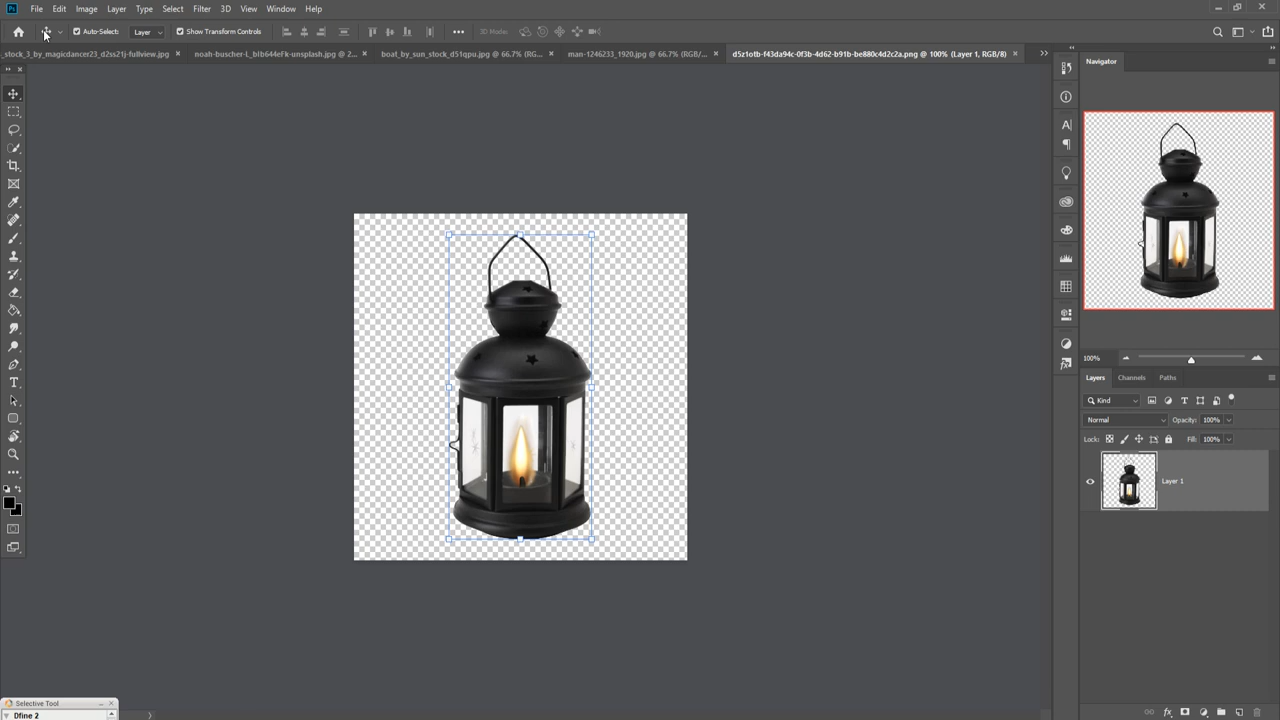 Ps File Edit Image Layer Type Select Filter 3D View Window Help
Auto-Select: Layer Show Transform Controls 3D Mode:
_stock_3_by_magicdancer23_d2ss21j-fullview.jpg × noah-buscher-L_bIb644eFk-unsplash.jpg @ 2... × boat_by_sun_stock_d51qpu.jpg @ 66.7% (RG... × man-1246233_1920.jpg @ 66.7% (RGB/... × d5z1otb-f43da94c-0f3b-4d62-b91b-be880c4d2c2a.png @ 100% (Layer 1, RGB/8) ×
Navigator
100%
Layers Channels Paths
Kind
Normal Opacity: 100%
Lock: Fill: 100%
Layer 1
Selective Tool
Dfine 2